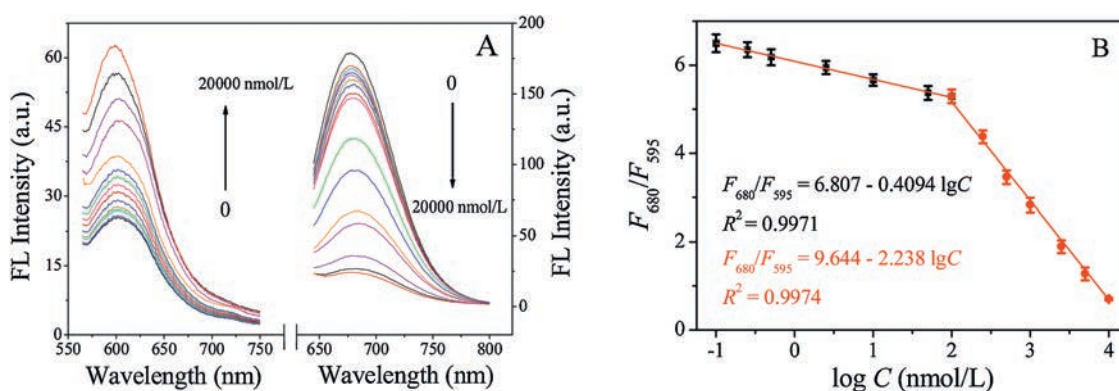 A
20000 nmol/L
0
0
20000 nmol/L
FL Intensity (a.u.)
60
45
30
15
0
550 600 650 700 750
Wavelength (nm)
650 700 750 800
Wavelength (nm)
200
150
100
50
0
FL Intensity (a.u.)
B
F680/F595
6
4
2
0
F680/F595 = 6.807 - 0.4094 lgC
R2 = 0.9971
F680/F595 = 9.644 - 2.238 lgC
R2 = 0.9974
-1 0 1 2 3 4
log C (nmol/L)